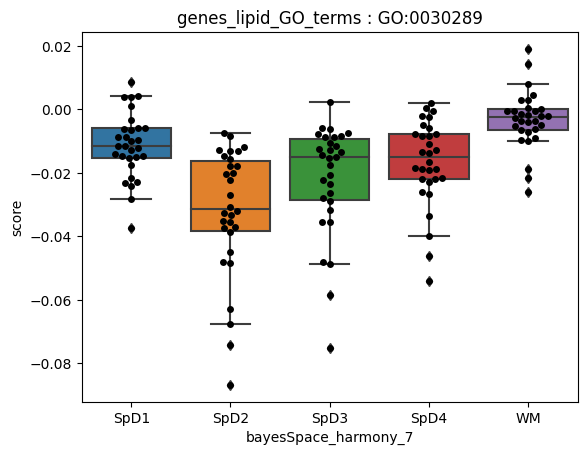 genes_lipid_GO_terms : GO:0030289
0.02
0.00
−0.02
−0.04
−0.06
−0.08
score
SpD1 SpD2 SpD3 SpD4 WM
bayesSpace_harmony_7